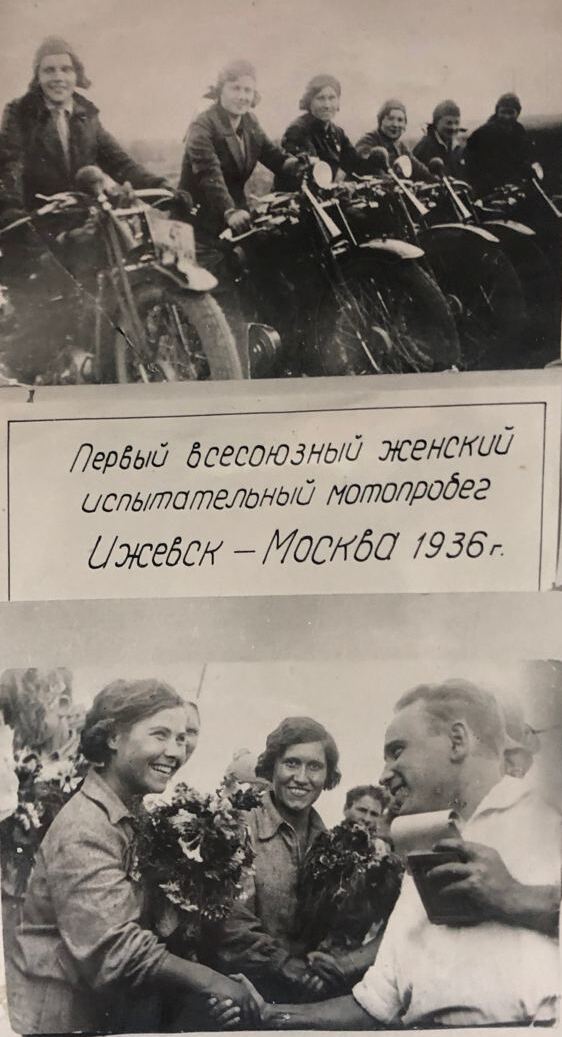 Первый всесоюзный женский
испытательный мотопробег
Ижевск – Москва 1936 г.